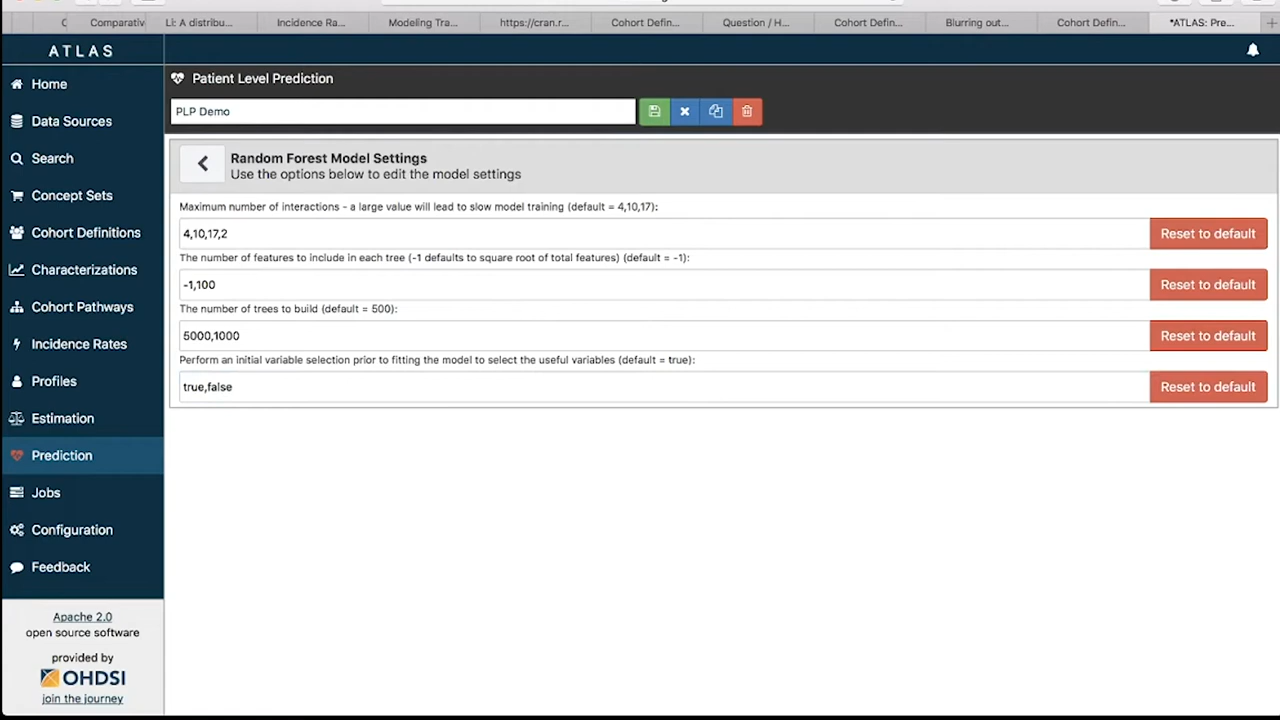 Comparativ
LI: A distribu...
Incidence Ra...
Modeling Tra...
https://cran.r...
Cohort Defin...
Question / H...
Cohort Defin...
Blurring out...
Cohort Defin...
*ATLAS: Pre...
ATLAS
Home
Data Sources
Search
Concept Sets
Cohort Definitions
Characterizations
Cohort Pathways
Incidence Rates
Profiles
Estimation
Prediction
Jobs
Configuration
Feedback
Apache 2.0
open source software
provided by
OHDSI
join the journey
Patient Level Prediction
PLP Demo
Random Forest Model Settings
Use the options below to edit the model settings
Maximum number of interactions - a large value will lead to slow model training (default = 4,10,17):
4,10,17,2 Reset to default
The number of features to include in each tree (-1 defaults to square root of total features) (default = -1):
-1,100 Reset to default
The number of trees to build (default = 500):
5000,1000 Reset to default
Perform an initial variable selection prior to fitting the model to select the useful variables (default = true):
true,false Reset to default